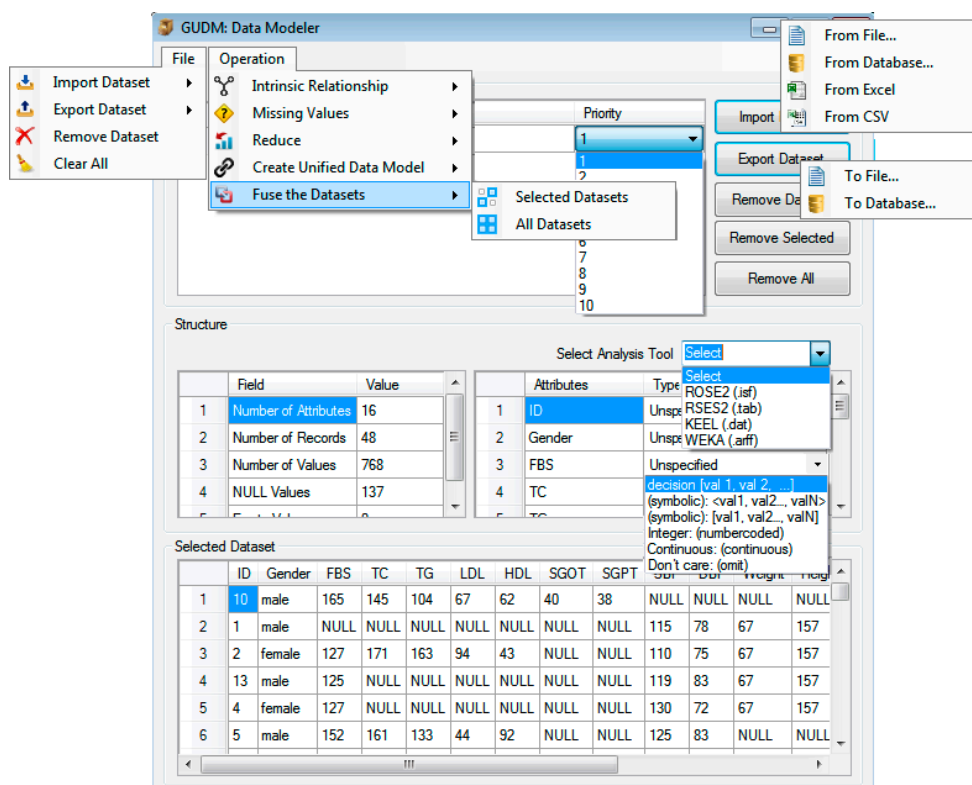 GUDM: Data Modeler
File Operation
Import Dataset
Export Dataset
Remove Dataset
Clear All
Intrinsic Relationship
Missing Values
Reduce
Create Unified Data Model
Fuse the Datasets
Selected Datasets
All Datasets
Priority
1
1
2
6
7
8
9
10
Import
Export Dataset
Remove Da
Remove Selected
Remove All
From File...
From Database...
From Excel
From CSV
To File...
To Database...
Structure
Select Analysis Tool Select
Select
ROSE2 (.isf)
RSES2 (.tab)
KEEL (.dat)
WEKA (.arff)
Field Value
1 Number of Attributes 16
2 Number of Records 48
3 Number of Values 768
4 NULL Values 137
Attributes Type
1 ID Unspe
2 Gender Unspe
3 FBS Unspecified
4 TC
decision [val 1, val 2, ...]
(symbolic): <val1, val2..., valN>
(symbolic): [val1, val2..., valN]
Integer: (numbercoded)
Continuous: (continuous)
Don't care: (omit)
Selected Dataset
ID Gender FBS TC TG LDL HDL SGOT SGPT SBP DBP Weight Heigl
1 10 male 165 145 104 67 62 40 38 NULL NULL NULL NULL
2 1 male NULL NULL NULL NULL NULL NULL NULL 115 78 67 157
3 2 female 127 171 163 94 43 NULL NULL 110 75 67 157
4 13 male 125 NULL NULL NULL NULL NULL NULL 119 83 67 157
5 4 female 127 NULL NULL NULL NULL NULL NULL 130 72 67 157
6 5 male 152 161 133 44 92 NULL NULL 125 83 NULL NULL